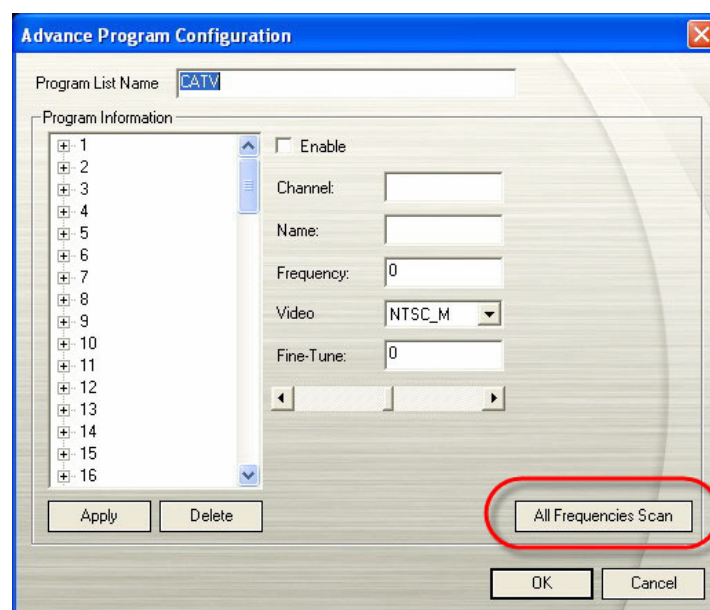 Advance Program Configuration
Program List Name CATV
Program Information
1
2
3
4
5
6
7
8
9
10
11
12
13
14
15
16
Enable
Channel:
Name:
Frequency: 0
Video NTSC_M
Fine-Tune: 0
Apply Delete All Frequencies Scan
OK Cancel